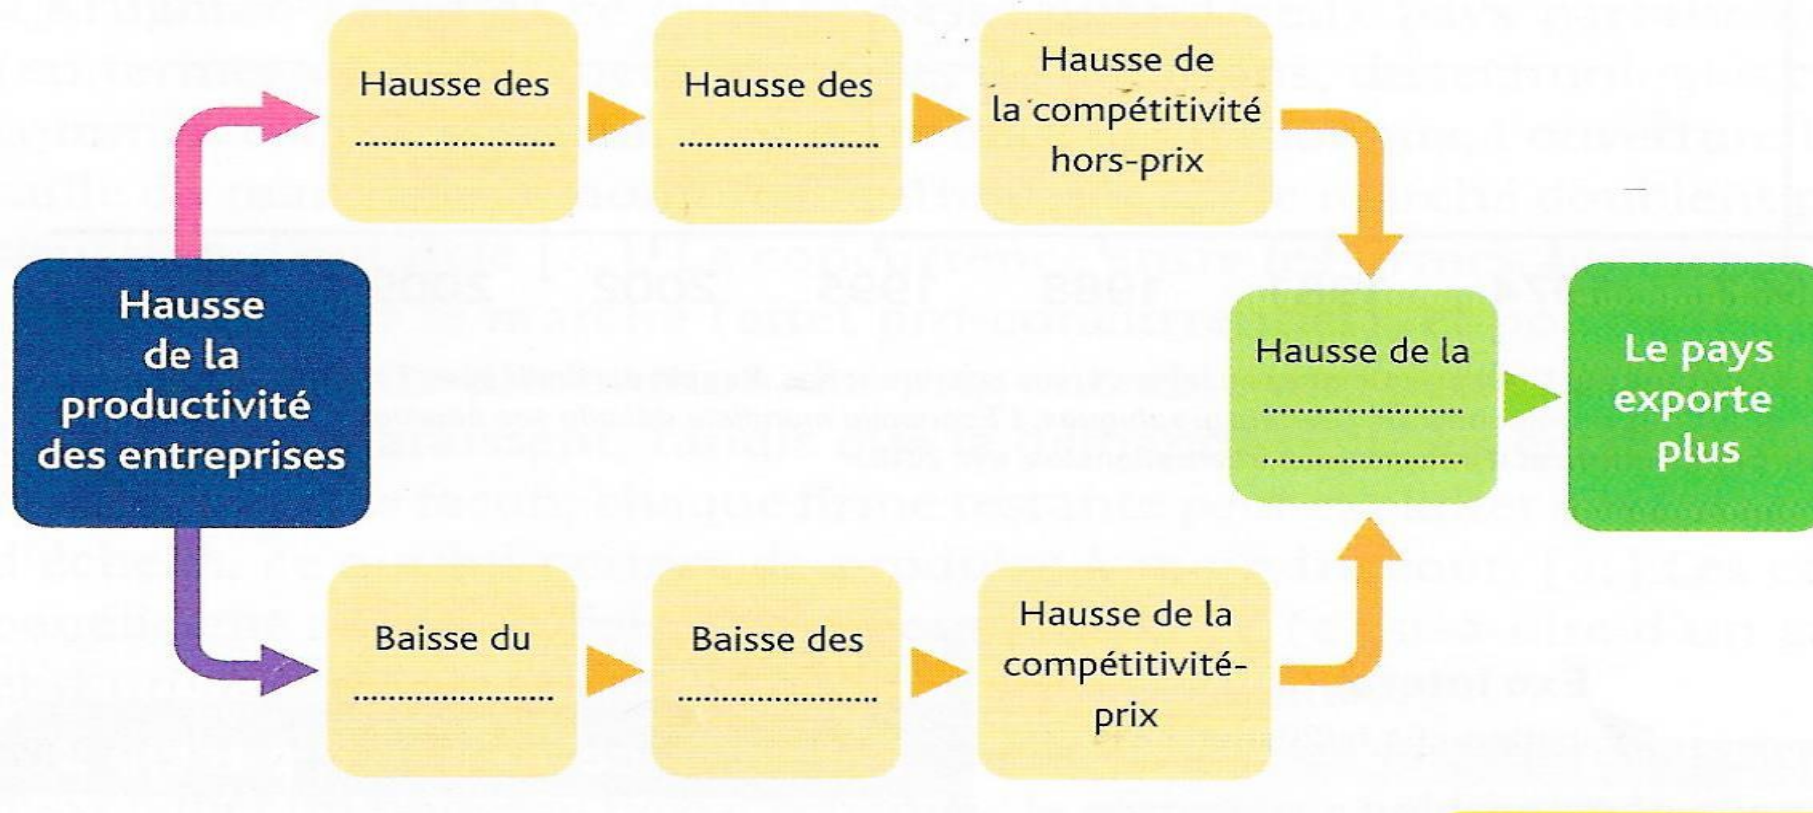 Hausse des
....................
Hausse des
....................
Hausse de
la compétitivité
hors-prix
Hausse
de la
productivité
des entreprises
Hausse de la
....................
....................
Le pays
exporte
plus
Baisse du
....................
Baisse des
....................
Hausse de la
compétitivité-
prix